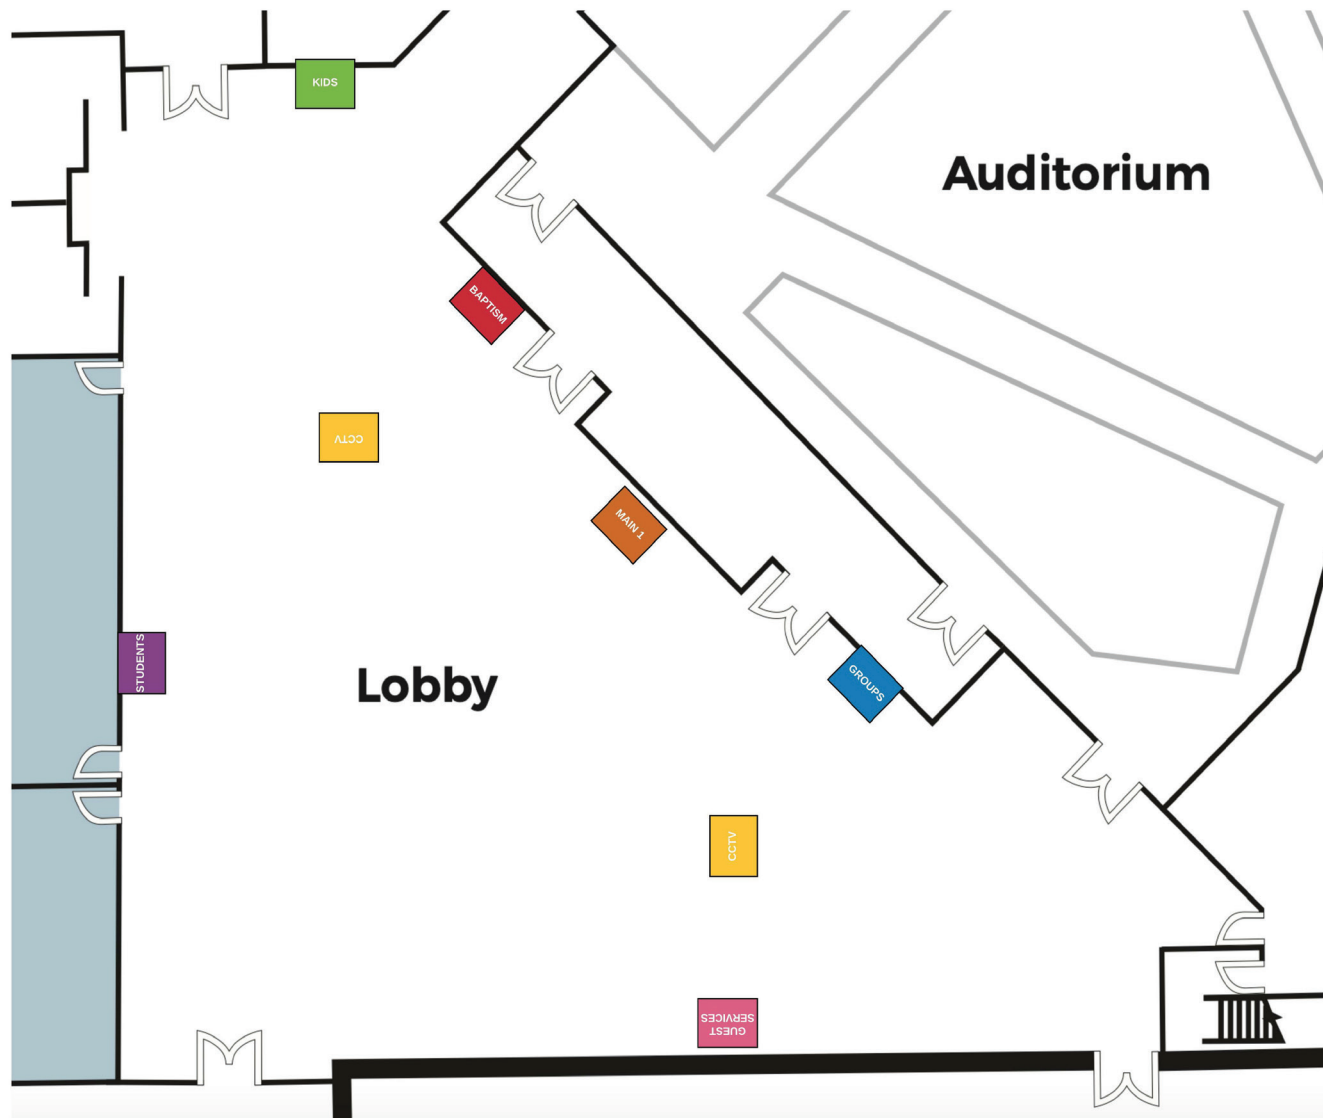 KIDS
Auditorium
BAPTISM
CCTV
MAIN 1
STUDENTS
Lobby
GROUPS
CCTV
GUEST
SERVICES